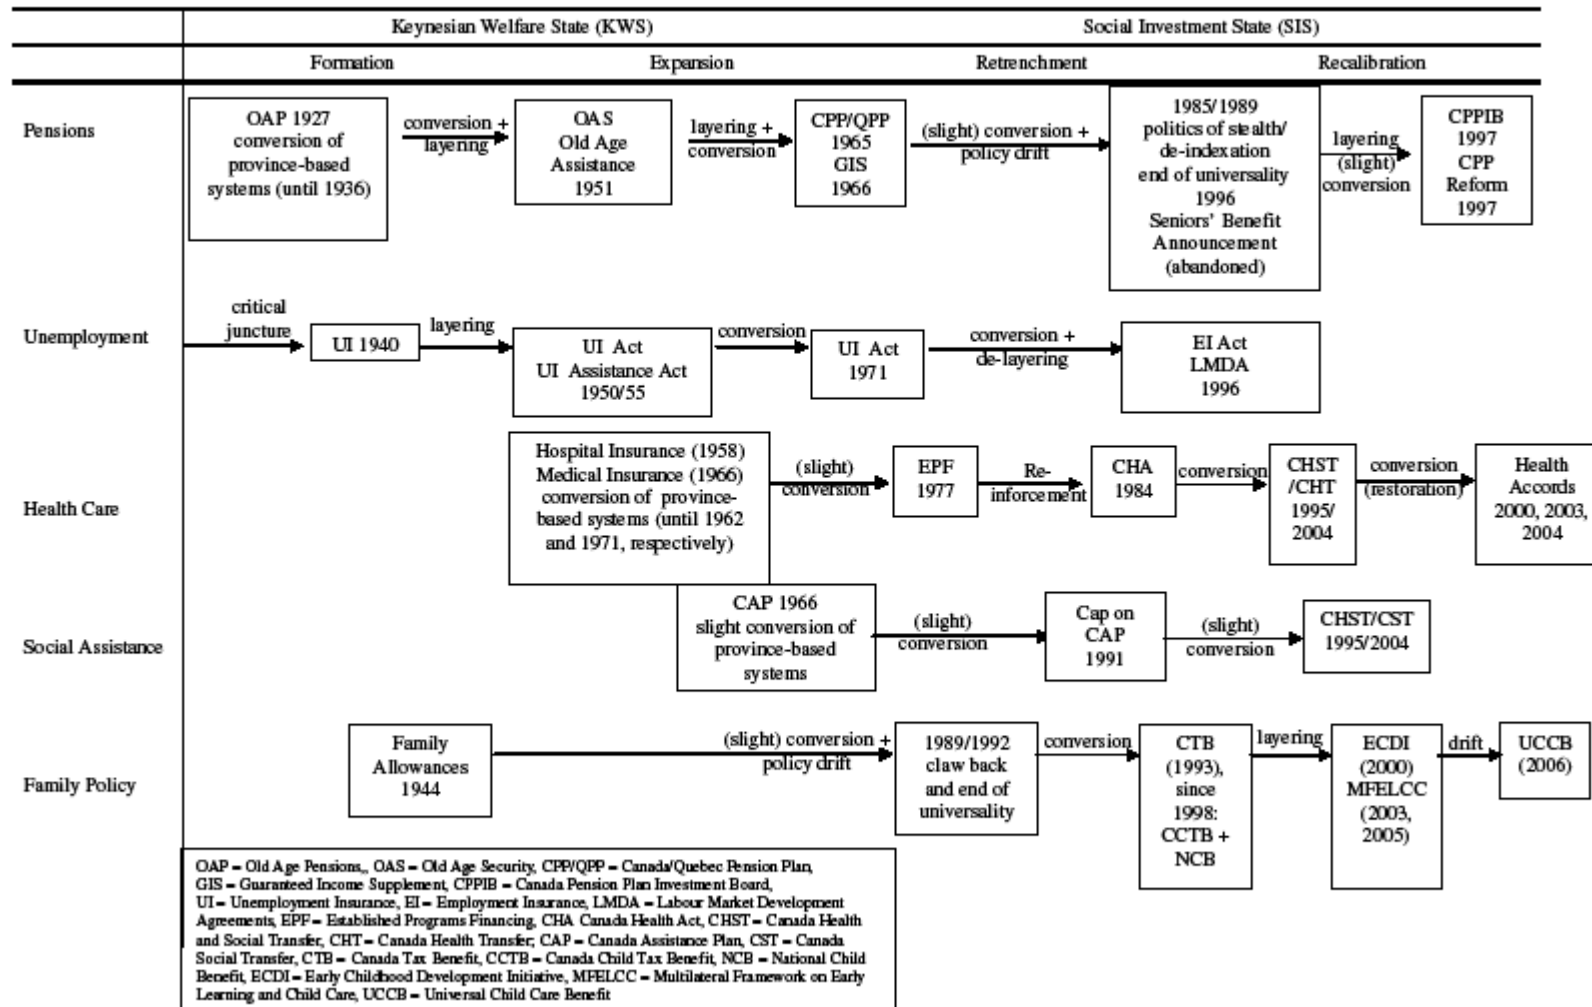 Keynesian Welfare State (KWS)
Social Investment State (SIS)
Formation
Expansion
Retrenchment
Recalibration
Pensions
OAP 1927
conversion of
province-based
systems (until 1936)
conversion +
layering
OAS
Old Age
Assistance
1951
layering +
conversion
CPP/QPP
1965
GIS
1966
(slight) conversion +
policy drift
1985/1989
politics of stealth/
de-indexation
end of universality
1996
Seniors' Benefit
Announcement
(abandoned)
layering
(slight)
conversion
CPPIB
1997
CPP
Reform
1997
Unemployment
critical
juncture
UI 1940
layering
UI Act
UI Assistance Act
1950/55
conversion
UI Act
1971
conversion +
de-layering
EI Act
LMDA
1996
Health Care
Hospital Insurance (1958)
Medical Insurance (1966)
conversion of province-
based systems (until 1962
and 1971, respectively)
(slight)
conversion
EPF
1977
Re-
inforcement
CHA
1984
conversion
CHST
/CHT
1995/
2004
conversion
(restoration)
Health
Accords
2000, 2003,
2004
Social Assistance
CAP 1966
slight conversion of
province-based
systems
(slight)
conversion
Cap on
CAP
1991
(slight)
conversion
CHST/CST
1995/2004
Family Policy
Family
Allowances
1944
(slight) conversion +
policy drift
1989/1992
claw back
and end of
universality
conversion
CTB
(1993),
since
1998:
CCTB +
NCB
layering
ECDI
(2000)
MFELCC
(2003,
2005)
drift
UCCB
(2006)
OAP = Old Age Pensions,, OAS = Old Age Security, CPP/QPP = Canada/Quebec Pension Plan,
GIS = Guaranteed Income Supplement, CPPIB = Canada Pension Plan Investment Board,
UI = Unemployment Insurance, EI = Employment Insurance, LMDA = Labour Market Development
Agreements, EPF = Established Programs Financing, CHA Canada Health Act, CHST = Canada Health
and Social Transfer, CHT = Canada Health Transfer; CAP = Canada Assistance Plan, CST = Canada
Social Transfer, CTB = Canada Tax Benefit, CCTB = Canada Child Tax Benefit, NCB = National Child
Benefit, ECDI = Early Childhood Development Initiative, MFELCC = Multilateral Framework on Early
Learning and Child Care, UCCB = Universal Child Care Benefit